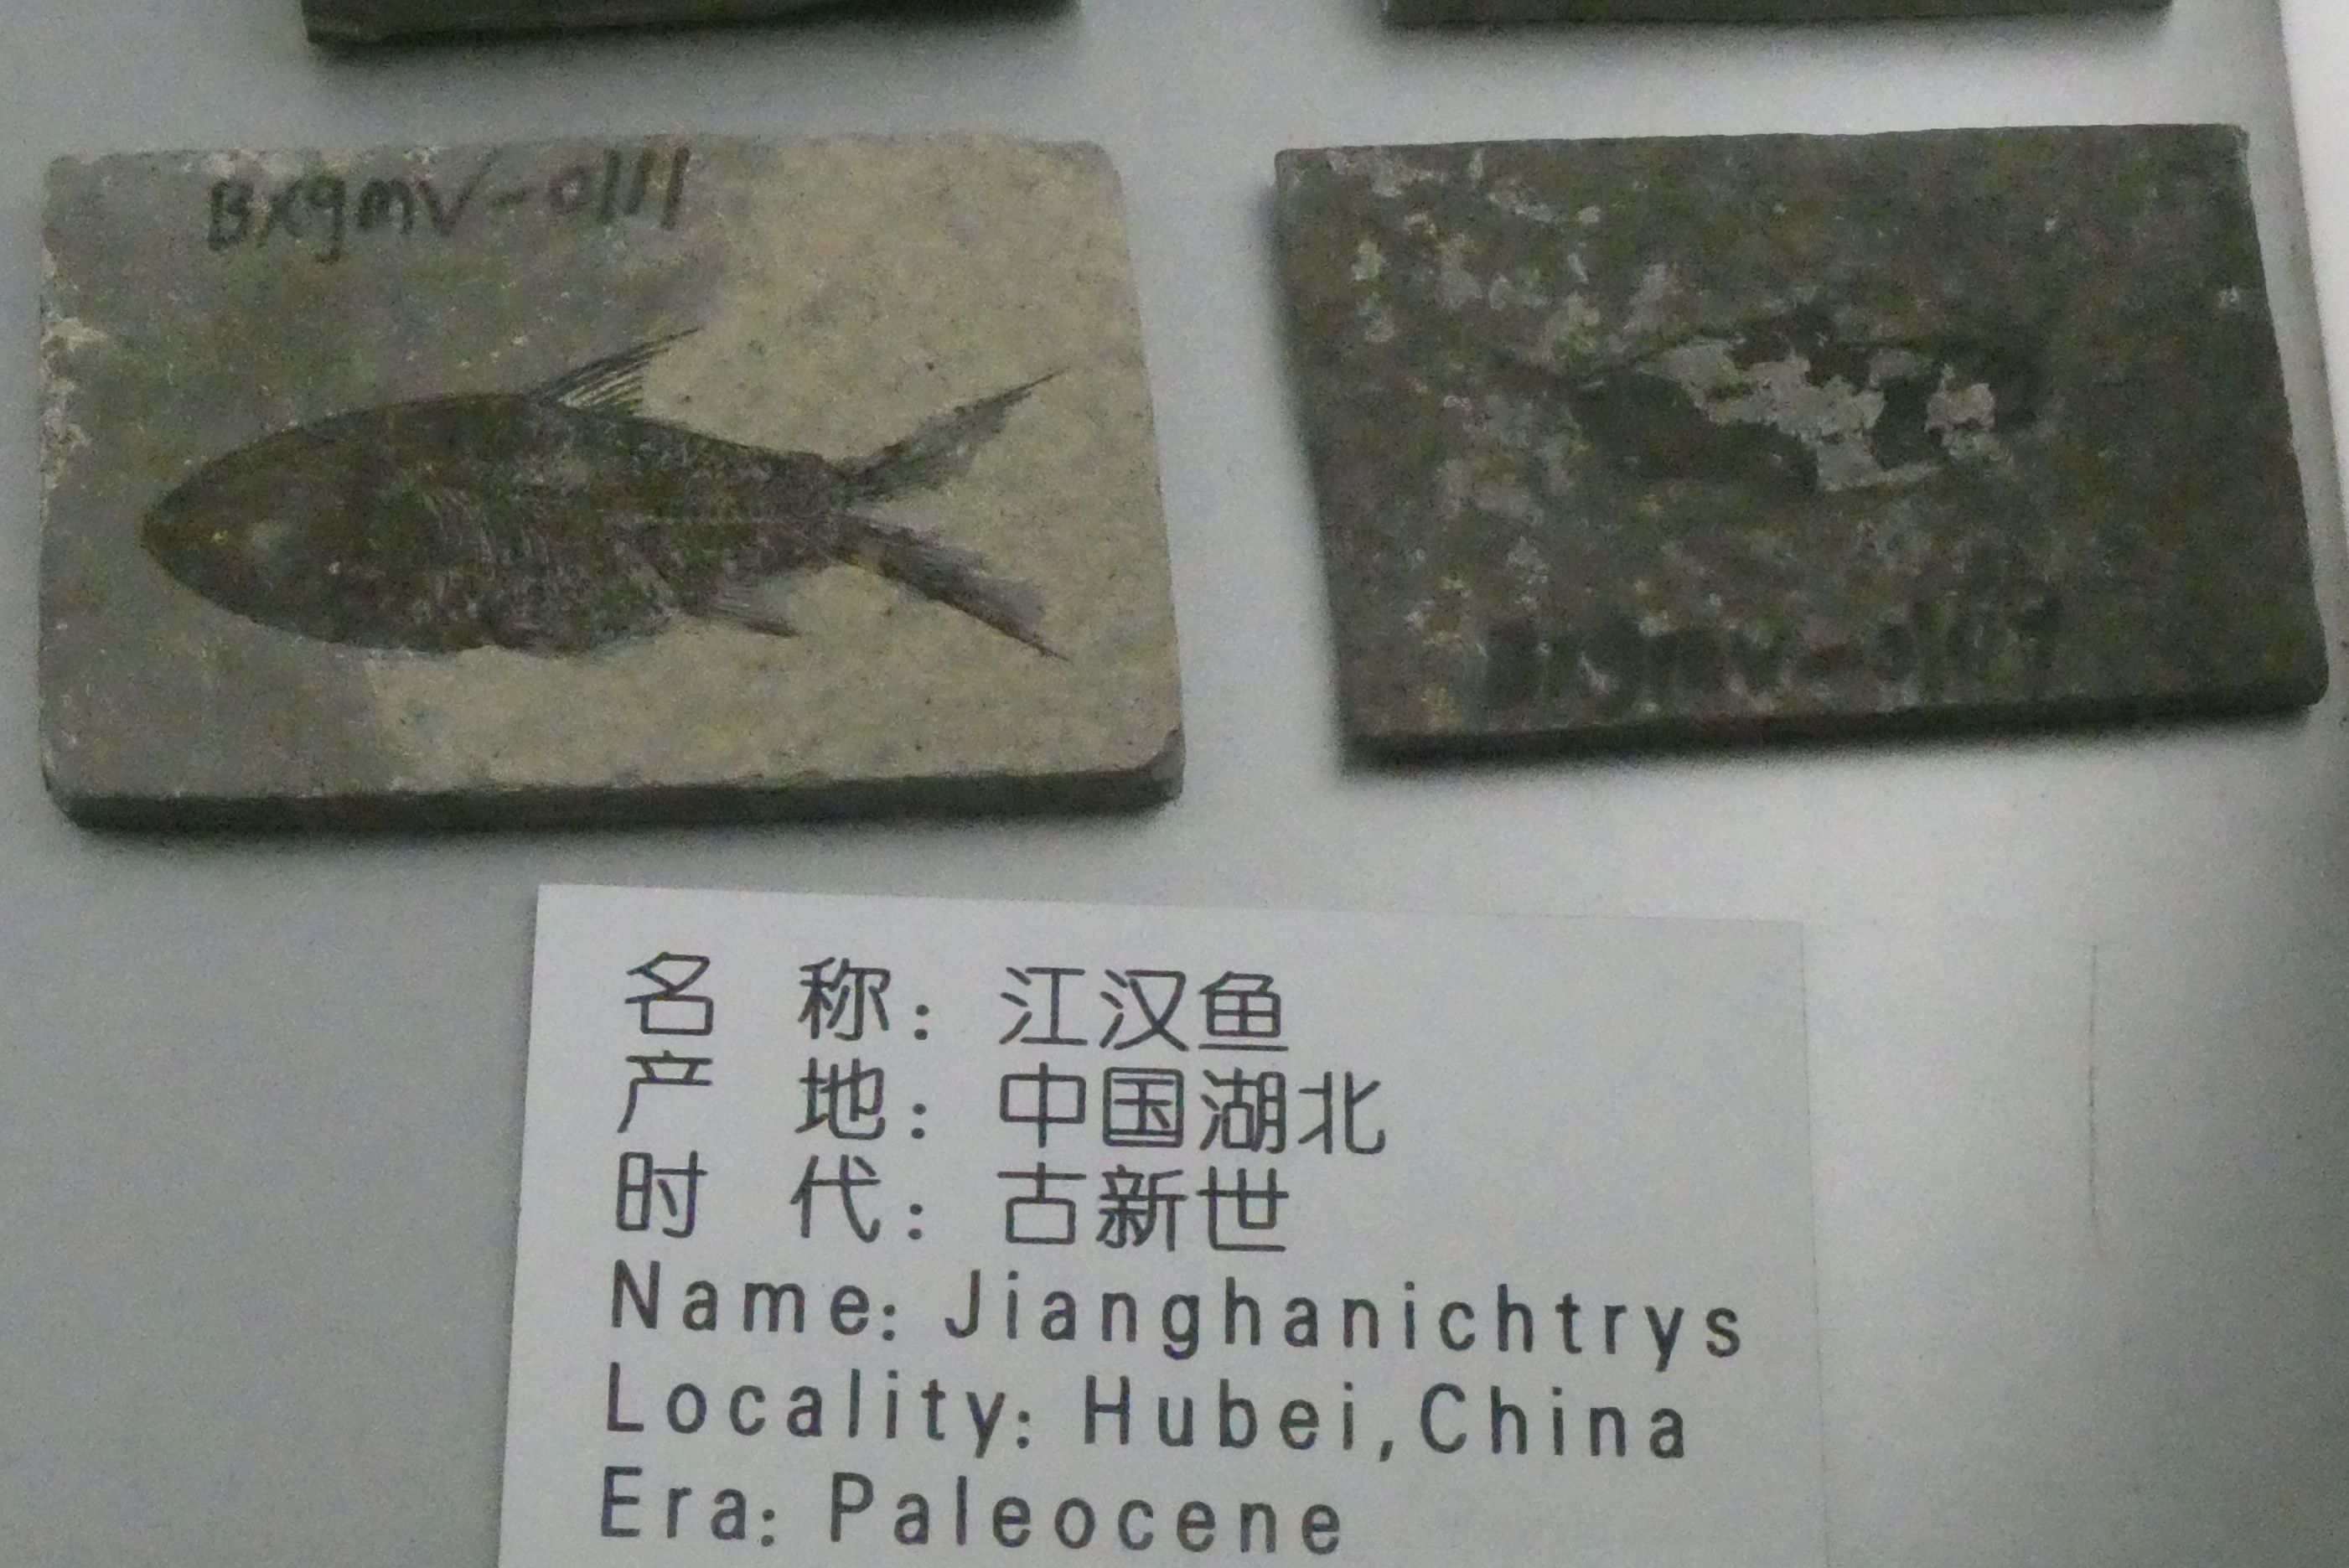 Bxgmv-0111
名 称：江汉鱼
产 地：中国湖北
时 代：古新世
Name: Jianghanichtrys
Locality: Hubei,China
Era: Paleocene